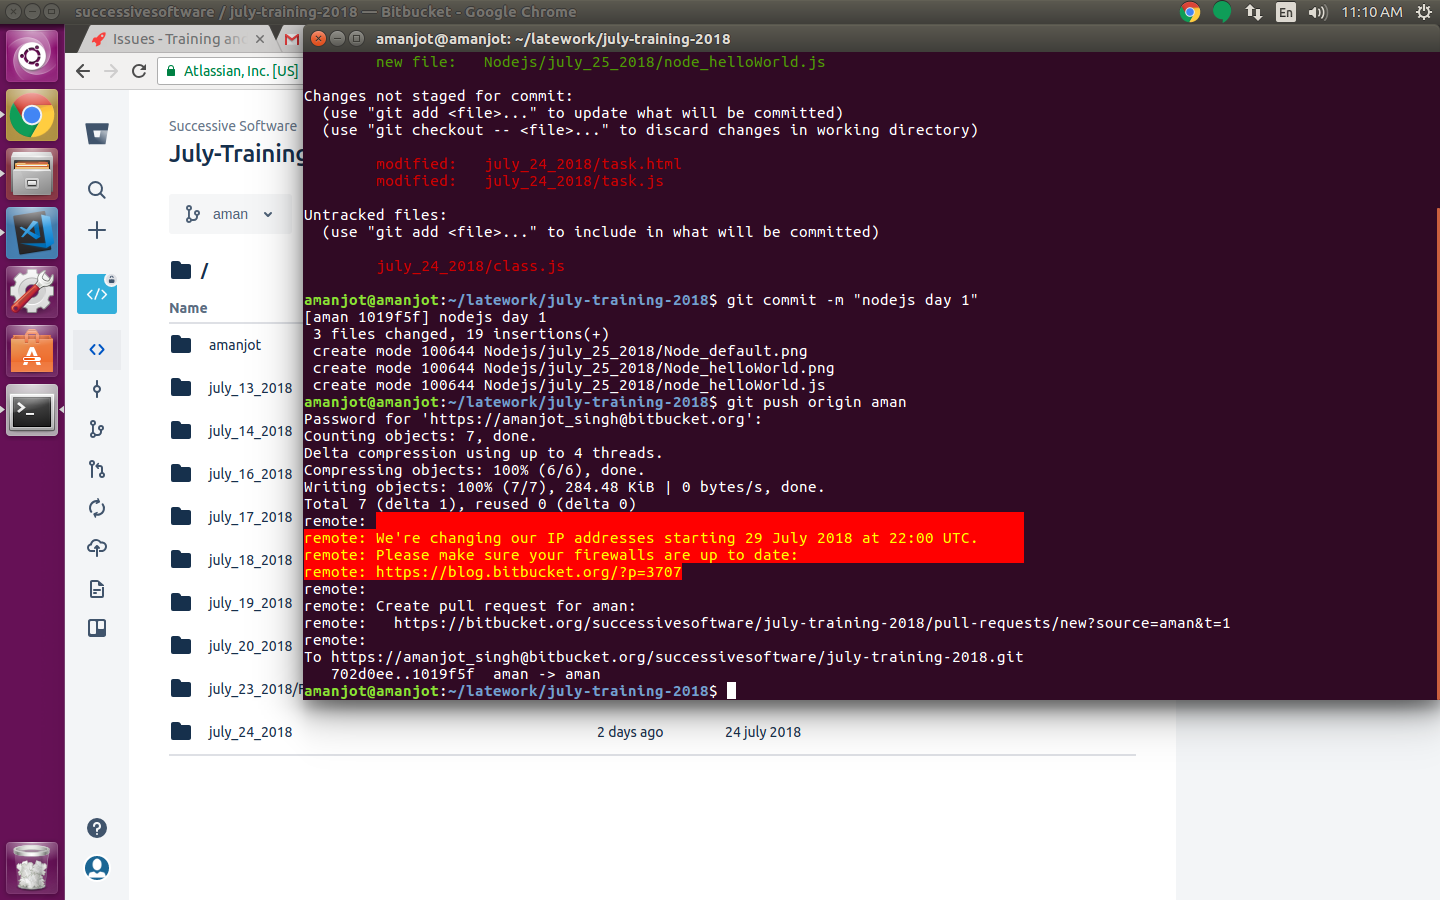 successivesoftware / july-training-2018 — Bitbucket - Google Chrome
En
11:10 AM
Issues - Training and
Atlassian, Inc. [US]
amanjot@amanjot: ~/latework/july-training-2018
Successive Software
July-Training
aman
/
Name
amanjot
july_13_2018
july_14_2018
july_16_2018
july_17_2018
july_18_2018
july_19_2018
july_20_2018
july_23_2018/
july_24_2018
2 days ago
24 july 2018
new file:   Nodejs/july_25_2018/node_helloWorld.js
Changes not staged for commit:
(use "git add <file>..." to update what will be committed)
(use "git checkout -- <file>..." to discard changes in working directory)
modified:   july_24_2018/task.html
modified:   july_24_2018/task.js
Untracked files:
(use "git add <file>..." to include in what will be committed)
july_24_2018/class.js
amanjot@amanjot:~/latework/july-training-2018$ git commit -m "nodejs day 1"
[aman 1019f5f] nodejs day 1
3 files changed, 19 insertions(+)
create mode 100644 Nodejs/july_25_2018/Node_default.png
create mode 100644 Nodejs/july_25_2018/Node_helloWorld.png
create mode 100644 Nodejs/july_25_2018/node_helloWorld.js
amanjot@amanjot:~/latework/july-training-2018$ git push origin aman
Password for 'https://amanjot_singh@bitbucket.org':
Counting objects: 7, done.
Delta compression using up to 4 threads.
Compressing objects: 100% (6/6), done.
Writing objects: 100% (7/7), 284.48 KiB | 0 bytes/s, done.
Total 7 (delta 1), reused 0 (delta 0)
remote:
remote: We're changing our IP addresses starting 29 July 2018 at 22:00 UTC.
remote: Please make sure your firewalls are up to date:
remote: https://blog.bitbucket.org/?p=3707
remote:
remote: Create pull request for aman:
remote:   https://bitbucket.org/successivesoftware/july-training-2018/pull-requests/new?source=aman&t=1
remote:
To https://amanjot_singh@bitbucket.org/successivesoftware/july-training-2018.git
702d0ee..1019f5f  aman -> aman
amanjot@amanjot:~/latework/july-training-2018$